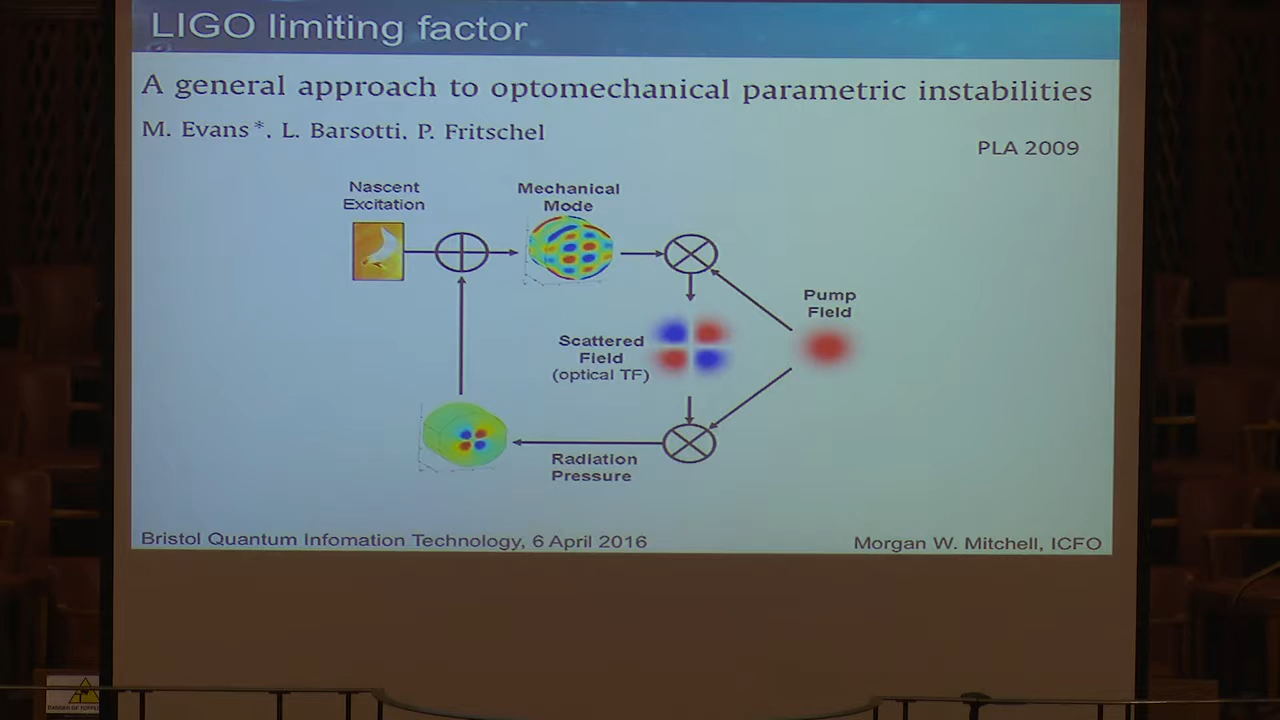 LIGO limiting factor
A general approach to optomechanical parametric instabilities
M. Evans*, L. Barsotti, P. Fritschel
PLA 2009
Nascent
Excitation
Mechanical
Mode
Pump
Field
Scattered
Field
(optical TF)
Radiation
Pressure
Bristol Quantum Infomation Technology, 6 April 2016
Morgan W. Mitchell, ICFO